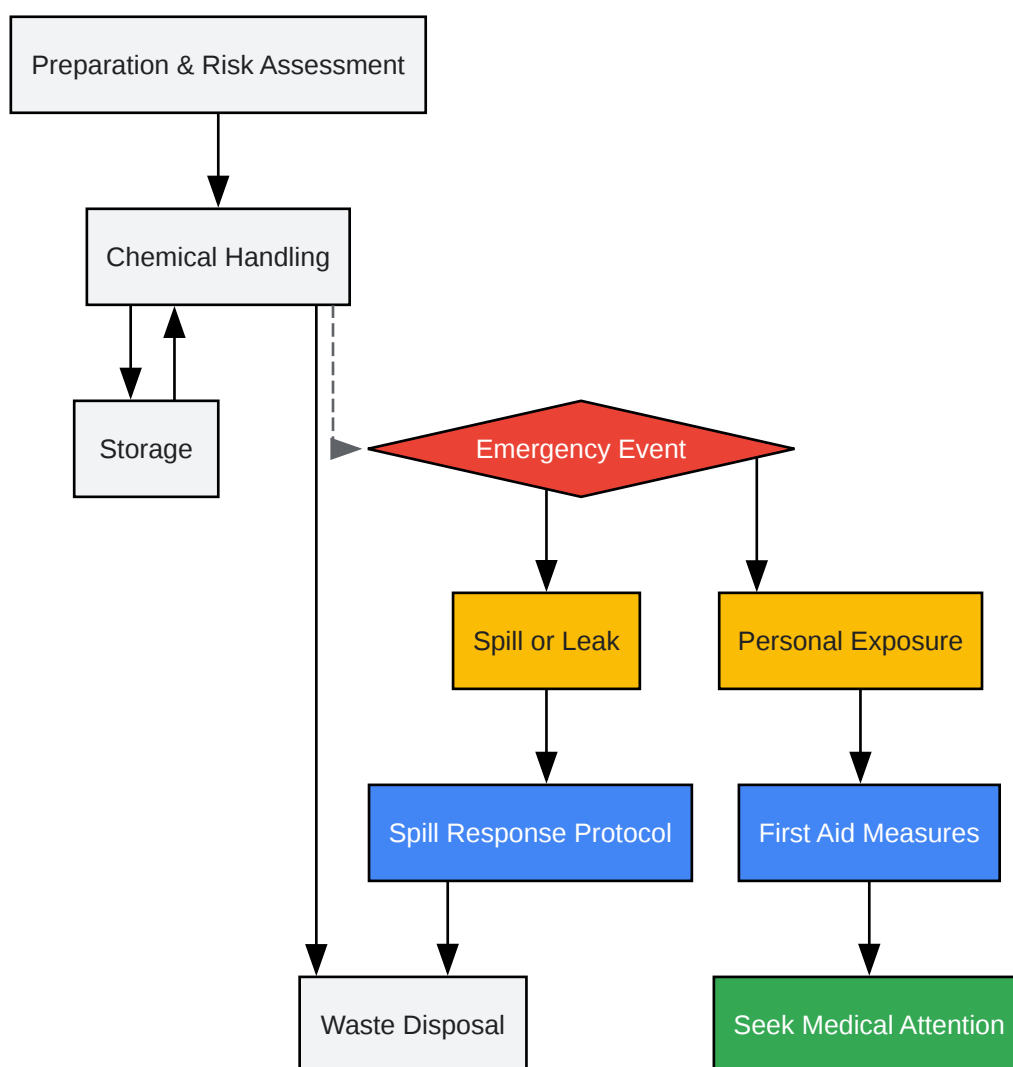 Preparation & Risk Assessment
Chemical Handling
Storage
Emergency Event
Spill or Leak
Personal Exposure
Spill Response Protocol
First Aid Measures
Waste Disposal
Seek Medical Attention